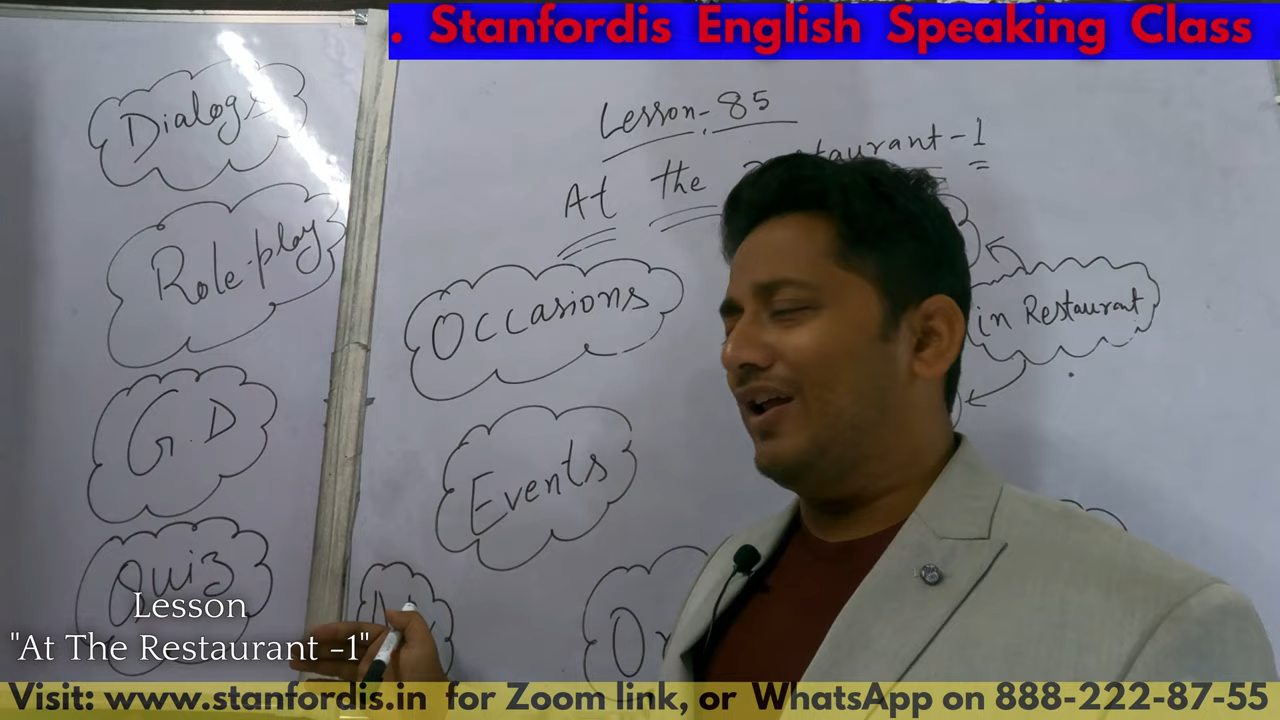 . Stanfordis English Speaking Class
Lesson-85
At the taurant-1
Dialogs
Role-play
G.D
Quiz
Occasions
Events
in Restaurant
Lesson
"At The Restaurant -1"
Visit: www.stanfordis.in for Zoom link, or WhatsApp on 888-222-87-55